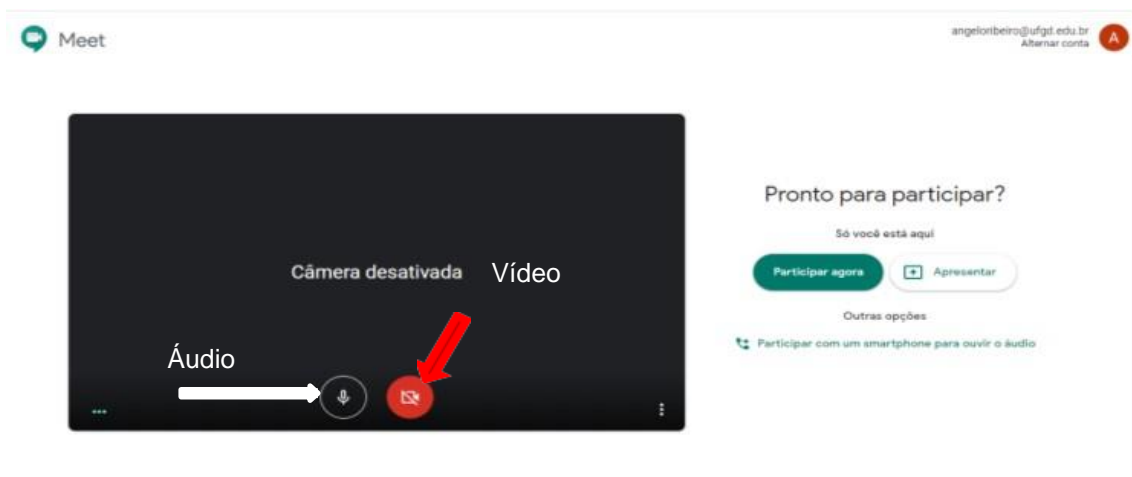 Meet
angeloribeiro@ufgd.edu.br
Alternar conta
A
Pronto para participar?
Só você está aqui
Câmera desativada
Vídeo
Participar agora
Apresentar
Outras opções
Participar com um smartphone para ouvir o áudio
Áudio